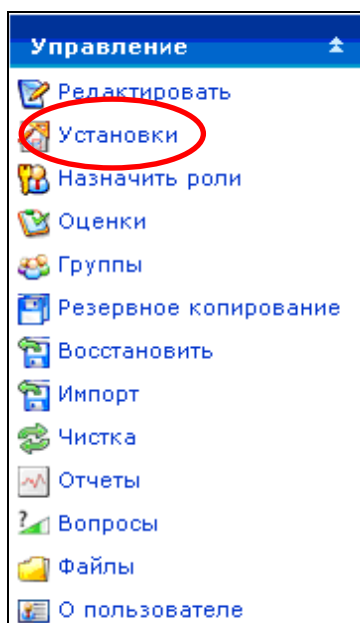 Управление
Редактировать
Установки
Назначить роли
Оценки
Группы
Резервное копирование
Восстановить
Импорт
Чистка
Отчеты
Вопросы
Файлы
О пользователе